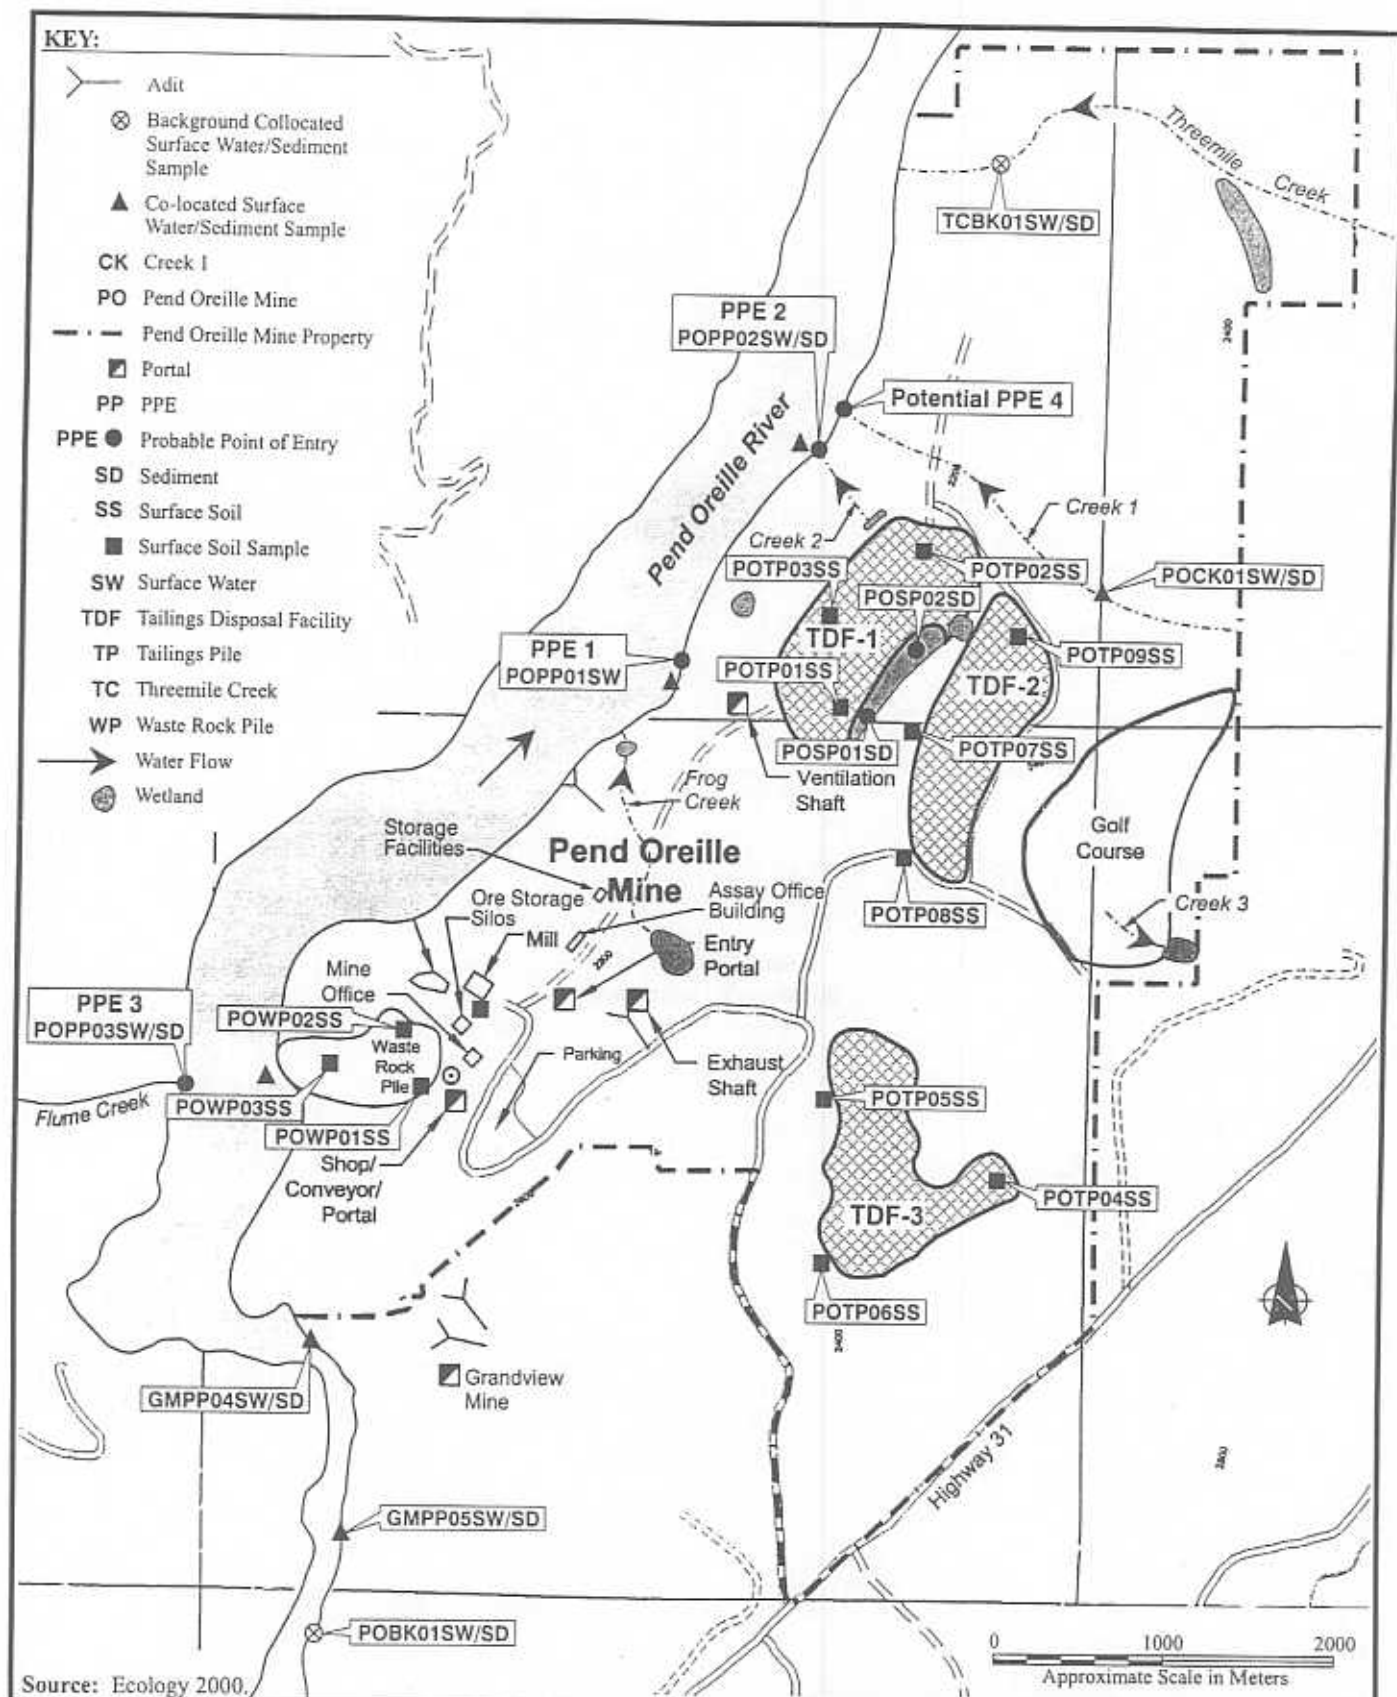 KEY:
Adit
Background Collocated
Surface Water/Sediment
Sample
Co-located Surface
Water/Sediment Sample
CK Creek 1
PO Pend Oreille Mine
Pend Oreille Mine Property
Portal
PP PPE
PPE Probable Point of Entry
SD Sediment
SS Surface Soil
Surface Soil Sample
SW Surface Water
TDF Tailings Disposal Facility
TP Tailings Pile
TC Threemile Creek
WP Waste Rock Pile
Water Flow
Wetland
Threemile
Creek
TCBK01SW/SD
2400
PPE 2
POPP02SW/SD
Potential PPE 4
Pend Oreille River
2200
Creek 1
Creek 2
POTP03SS
POTP02SS
POCK01SW/SD
POSP02SD
TDF-1
PPE 1
POPP01SW
POTP01SS
POTP09SS
TDF-2
POSP01SD
POTP07SS
Ventilation
Shaft
Frog
Creek
Storage
Facilities
Pend Oreille
Mine
Golf
Course
Ore Storage
Silos
Assay Office
Building
POTP08SS
Creek 3
Mill
Entry
Portal
Mine
Office
PPE 3
POPP03SW/SD
POWP02SS
Waste
Rock
Pile
Parking
Exhaust
Shaft
Flume Creek
POWP03SS
POTP05SS
POWP01SS
Shop/
Conveyor/
Portal
POTP04SS
TDF-3
POTP06SS
2400
GMPP04SW/SD
Grandview
Mine
Highway 31
GMPP05SW/SD
POBK01SW/SD
0 1000 2000
Approximate Scale in Meters
Source: Ecology 2000.